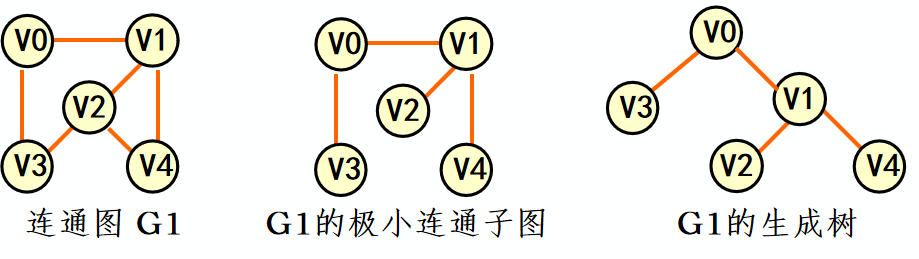 V0 V1
V2
V3 V4
连通图 G1
V0 V1
V2
V3 V4
G1的极小连通子图
V0
V3 V1
V2 V4
G1的生成树